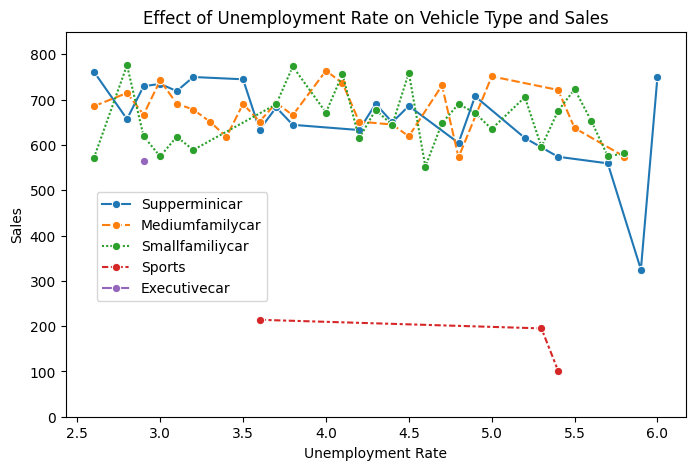 Effect of Unemployment Rate on Vehicle Type and Sales
800
700
600
500
400
300
200
100
0
Sales
Supperminicar
Mediumfamilycar
Smallfamiliycar
Sports
Executivecar
2.5 3.0 3.5 4.0 4.5 5.0 5.5 6.0
Unemployment Rate